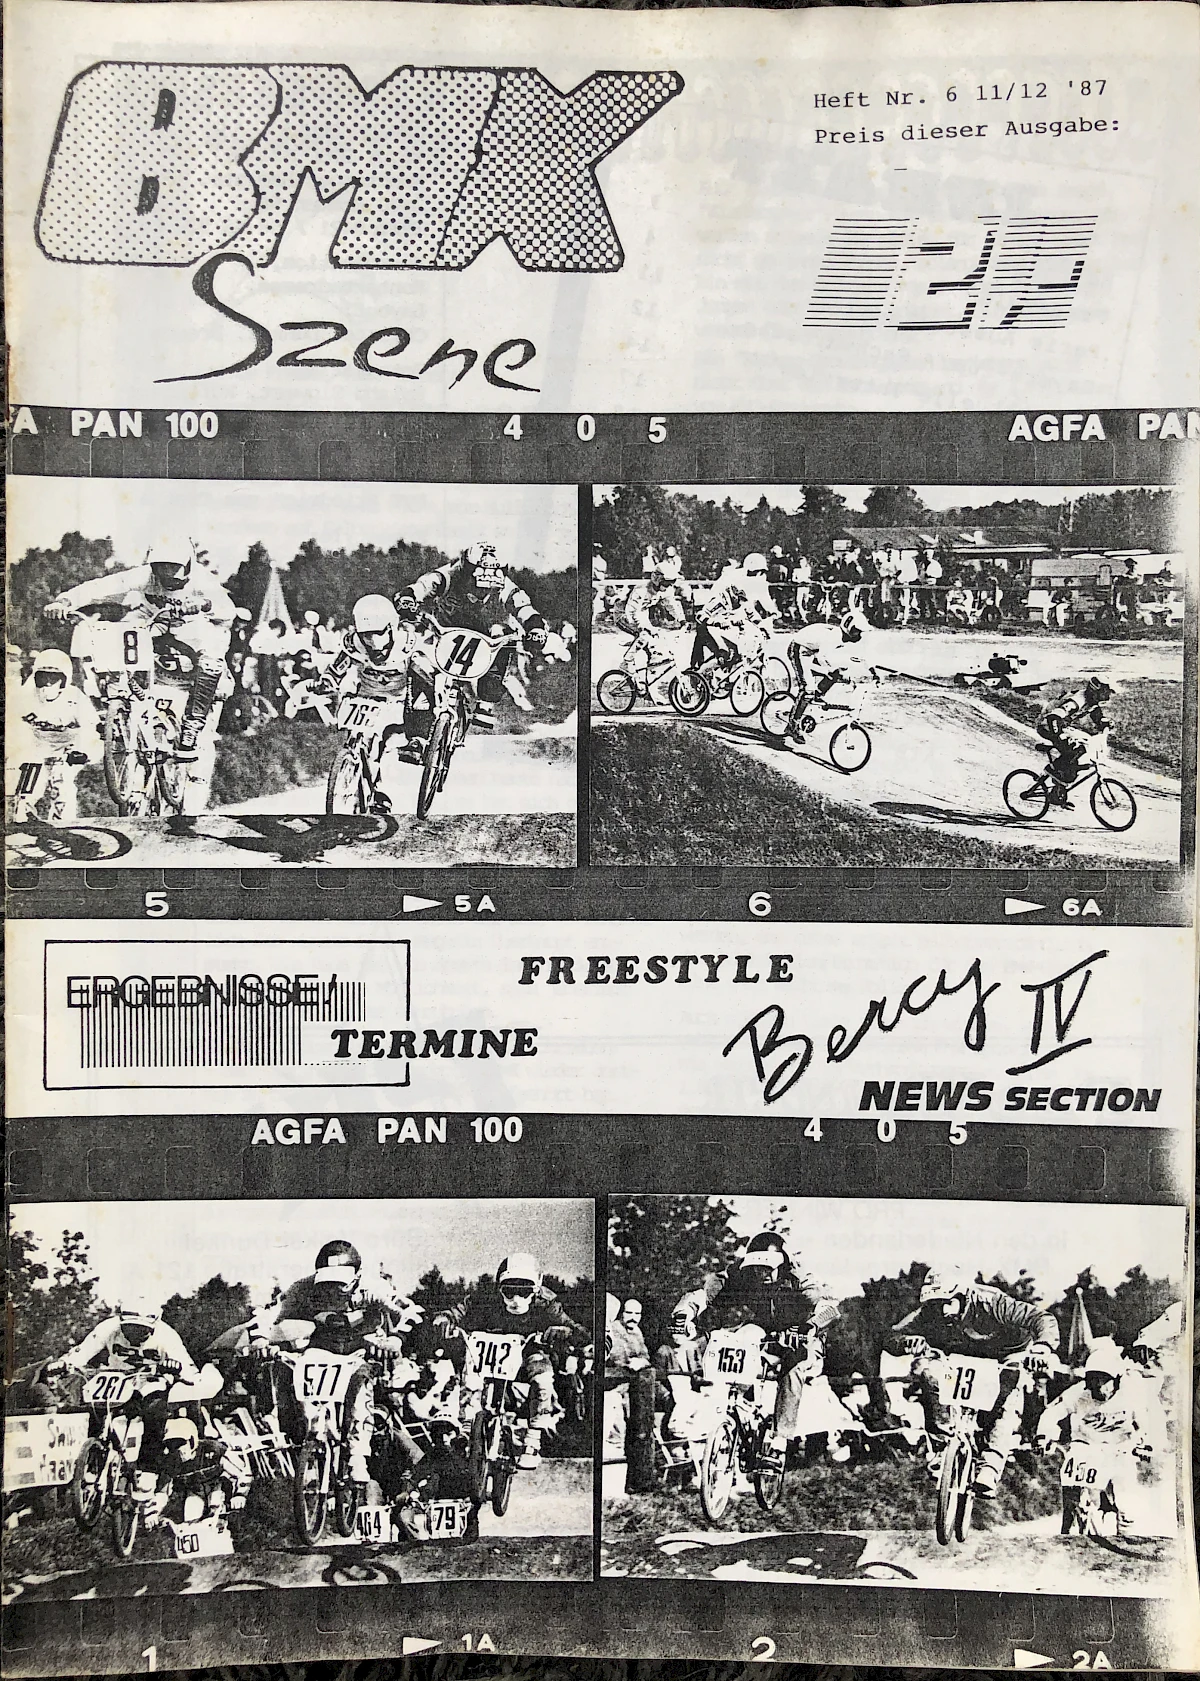 BMX
Szene
Heft Nr. 6 11/12 '87
Preis dieser Ausgabe:
A PAN 100 4 0 5 AGFA PAN
8
10
14
5 5A 6 6A
ERGEBNISSE/
TERMINE
FREESTYLE
Bercy IV
NEWS SECTION
AGFA PAN 100 4 0 5
261
577
342
450
464
79
153
13
458
1 1A 2 2A